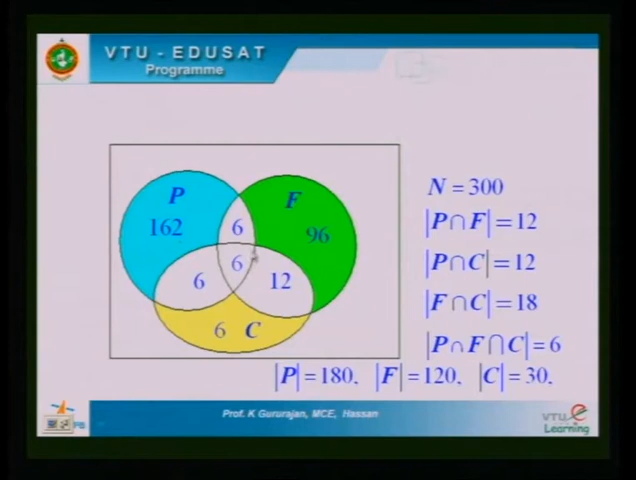 VTU - EDUSAT
Programme
P
F
162
6
96
6
6
12
6 C
N = 300
|P∩F| = 12
|P∩C| = 12
|F∩C| = 18
|P∩F∩C| = 6
|P| = 180, |F| = 120, |C| = 30,
Prof. K Gururajan, MCE, Hassan
VTU e
Learning